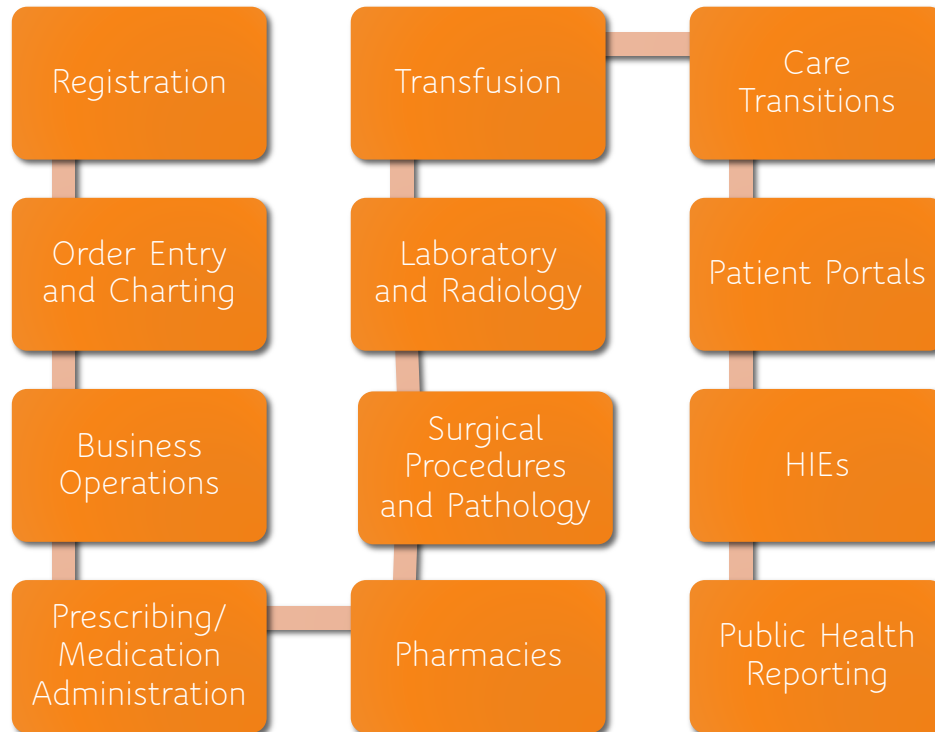 Registration
Order Entry
and Charting
Business
Operations
Prescribing/
Medication
Administration
Pharmacies
Surgical
Procedures
and Pathology
Laboratory
and Radiology
Transfusion
Care
Transitions
Patient Portals
HIEs
Public Health
Reporting